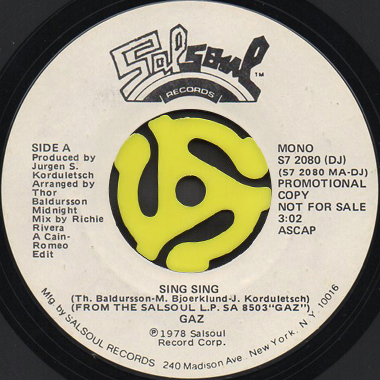 Salsoul
TM
RECORDS
SIDE A
Produced by
Jurgen S.
Korduletsch
Arranged by
Thor
Baldursson
Midnight
Mix by Richie
Rivera
A Cain-
Romeo
Edit
MONO
S7 2080 (DJ)
(S7 2080 MA-DJ)
PROMOTIONAL
COPY
NOT FOR SALE
3:02
ASCAP
SING SING
(Th. Baldursson-M. Bjoerklund-J. Korduletsch)
(FROM THE SALSOUL L.P. SA 8503"GAZ")
GAZ
℗ 1978 Salsoul
Record Corp.
Mfg by SALSOUL RECORDS 240 Madison Ave. New York, N.Y. 10016